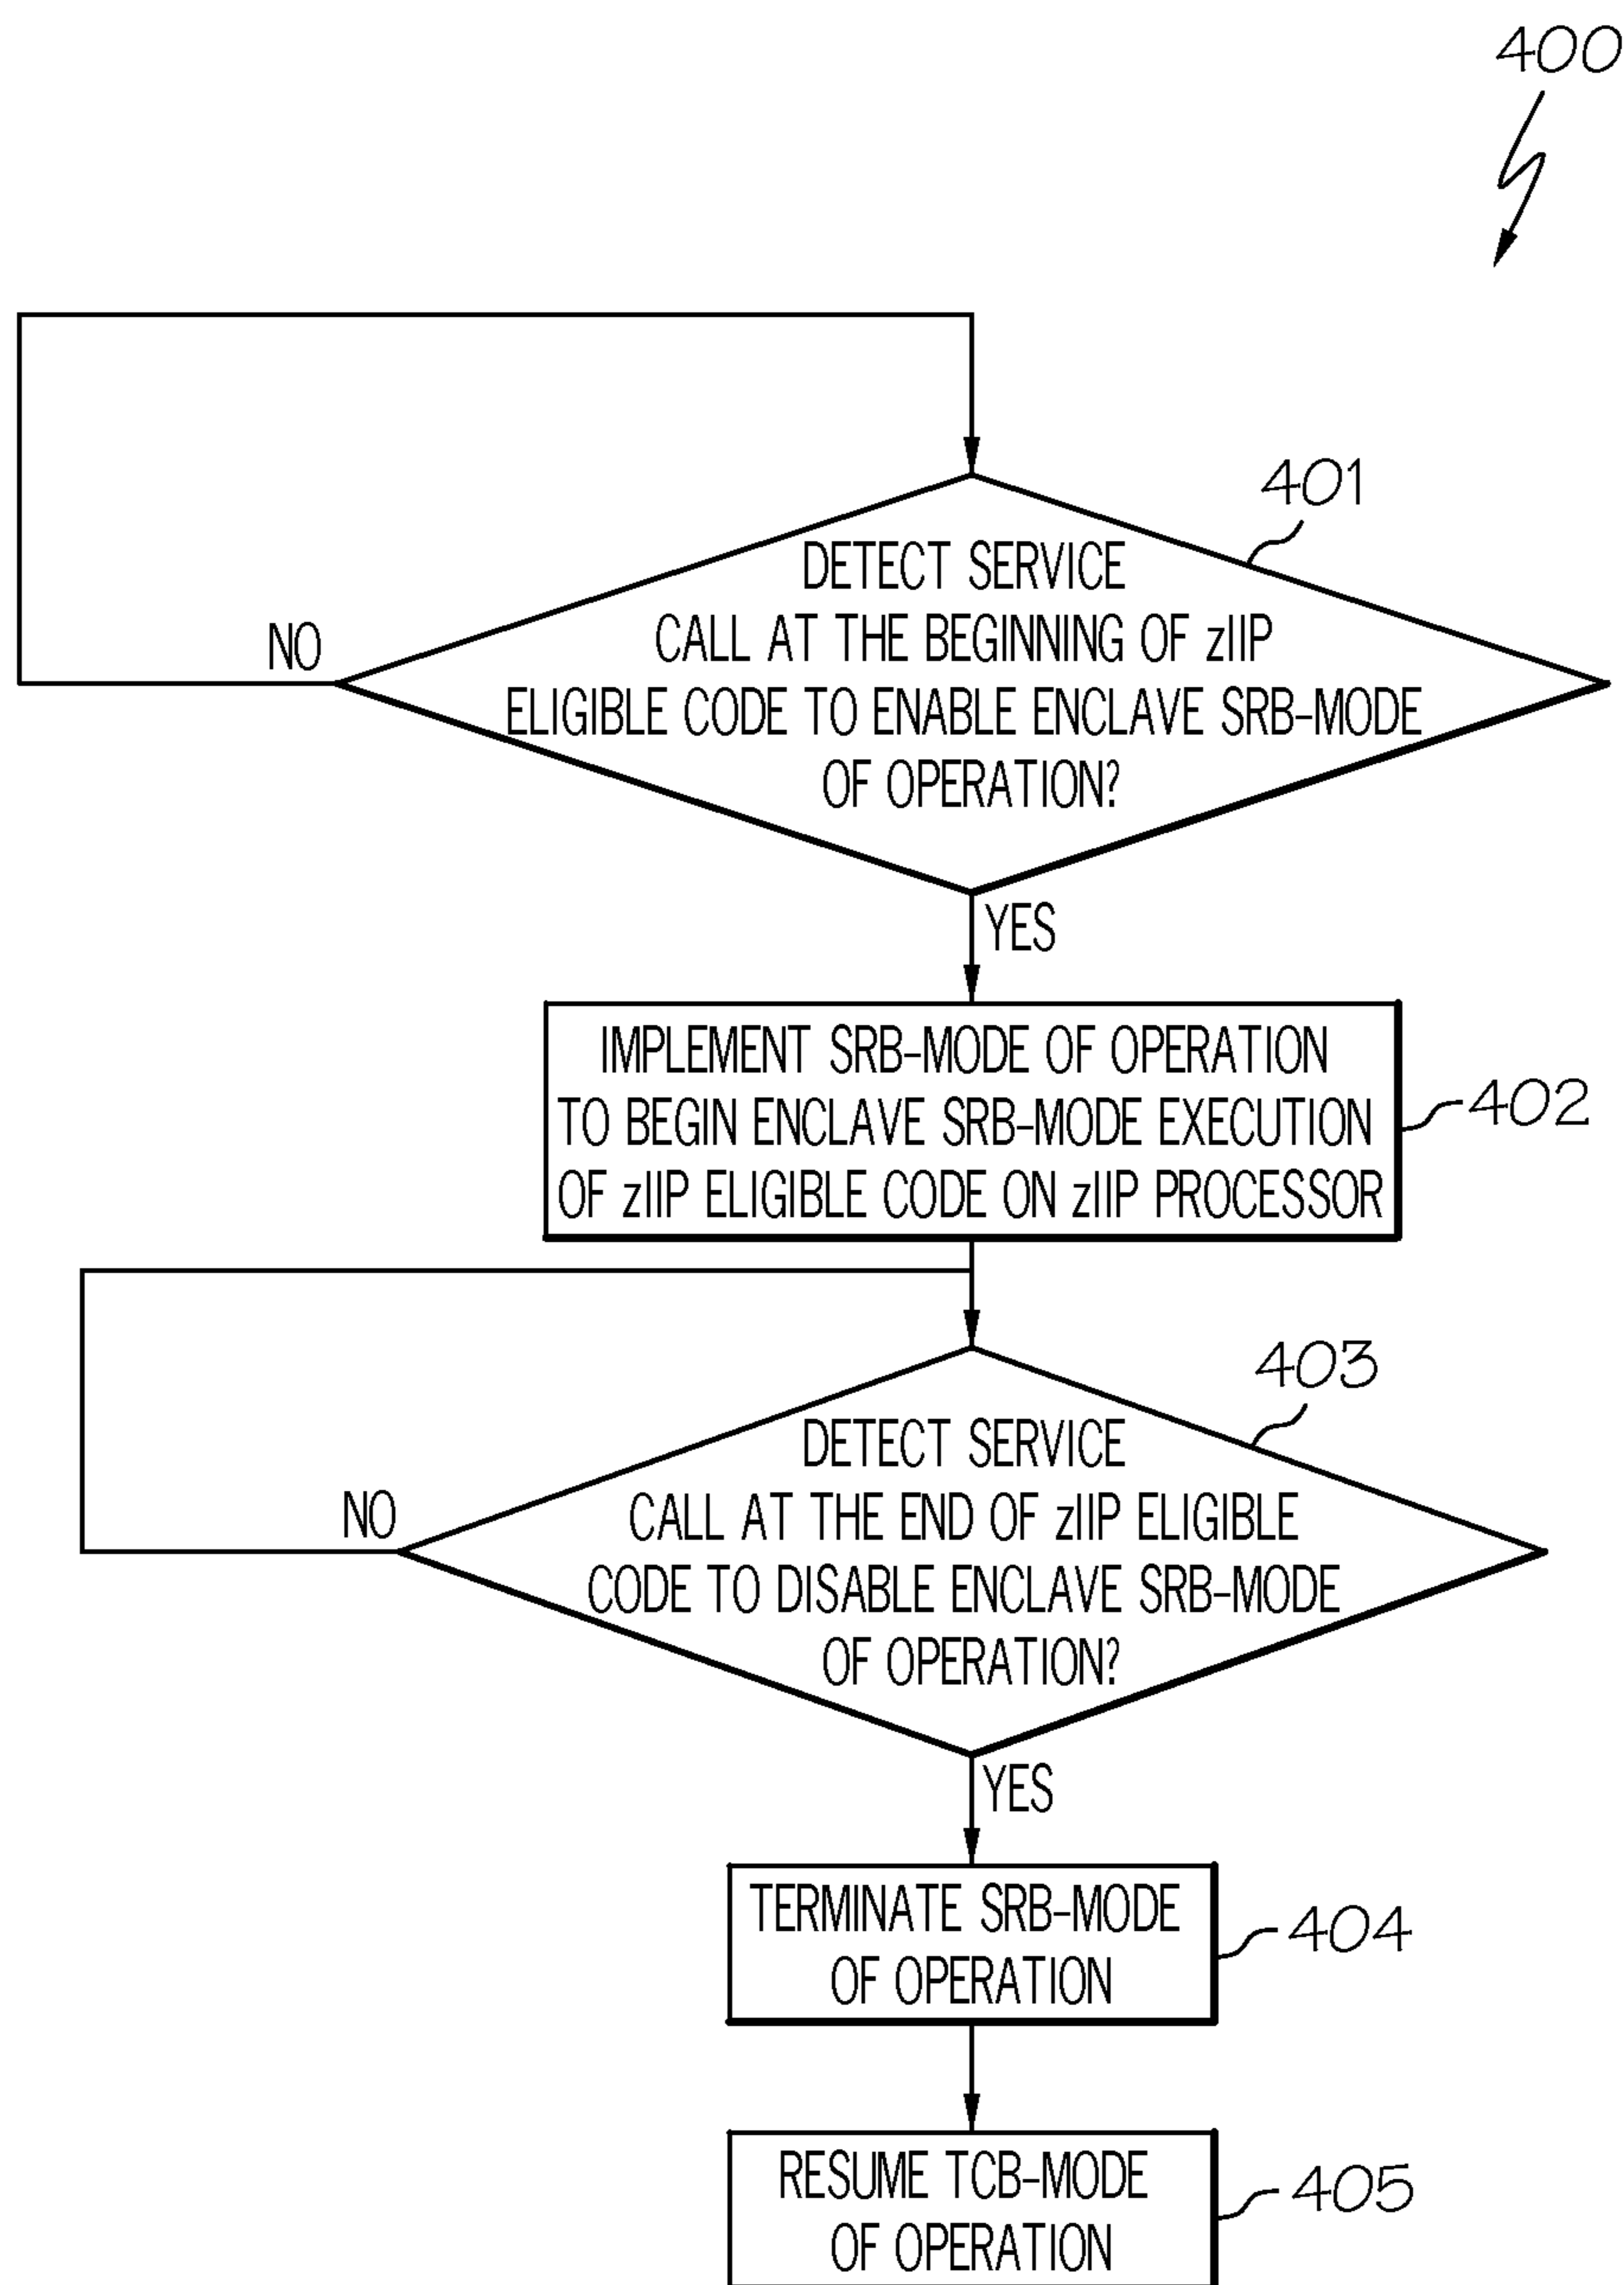 400
401
DETECT SERVICE
CALL AT THE BEGINNING OF zIIP
ELIGIBLE CODE TO ENABLE ENCLAVE SRB-MODE
OF OPERATION?
NO
YES
IMPLEMENT SRB-MODE OF OPERATION
TO BEGIN ENCLAVE SRB-MODE EXECUTION
OF zIIP ELIGIBLE CODE ON zIIP PROCESSOR
402
403
DETECT SERVICE
CALL AT THE END OF zIIP ELIGIBLE
CODE TO DISABLE ENCLAVE SRB-MODE
OF OPERATION?
NO
YES
TERMINATE SRB-MODE
OF OPERATION
404
RESUME TCB-MODE
OF OPERATION
405